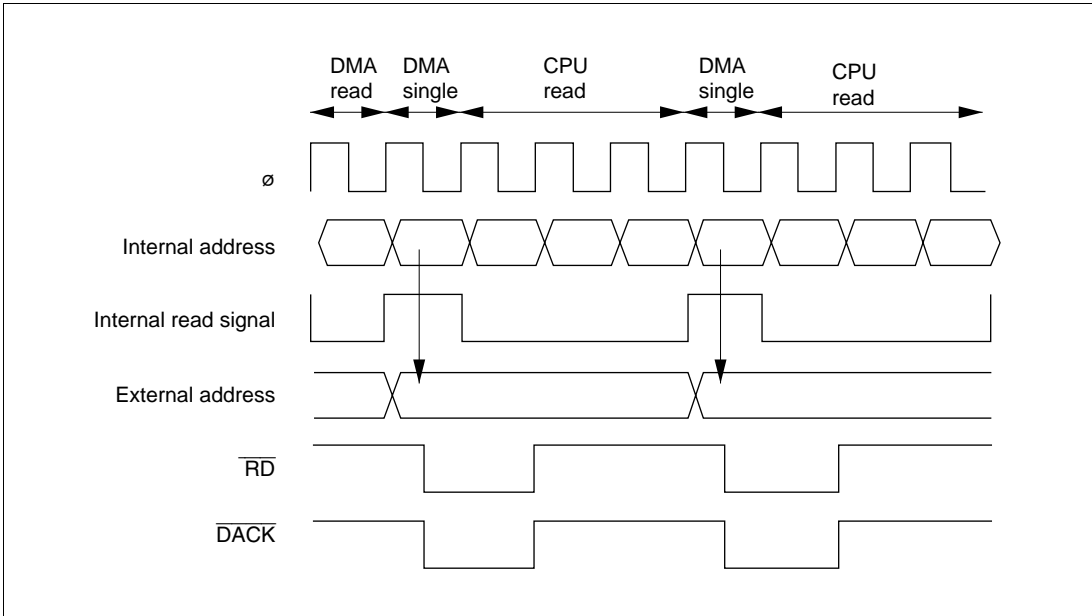 DMA read
DMA single
CPU read
DMA single
CPU read
ø
Internal address
Internal read signal
External address
RD
DACK